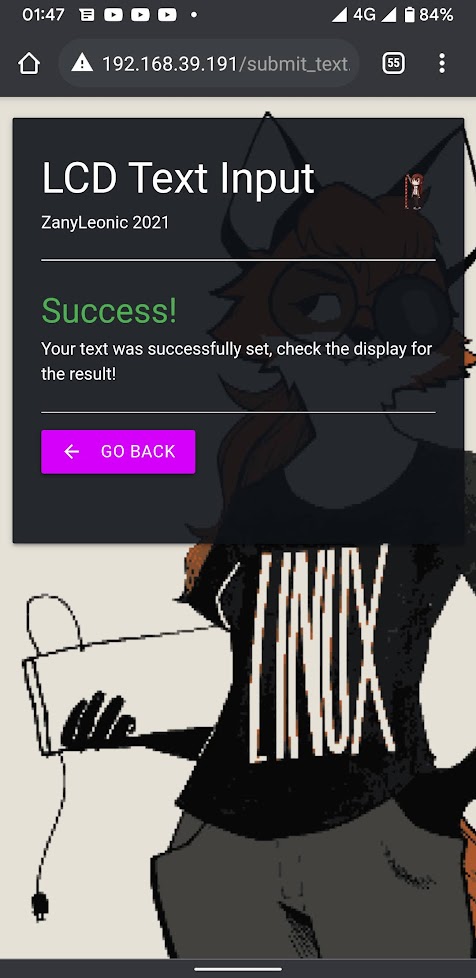 01:47
4G
84%
192.168.39.191/submit_text.
55
LCD Text Input
ZanyLeonic 2021
Success!
Your text was successfully set, check the display for
the result!
GO BACK
LINUX